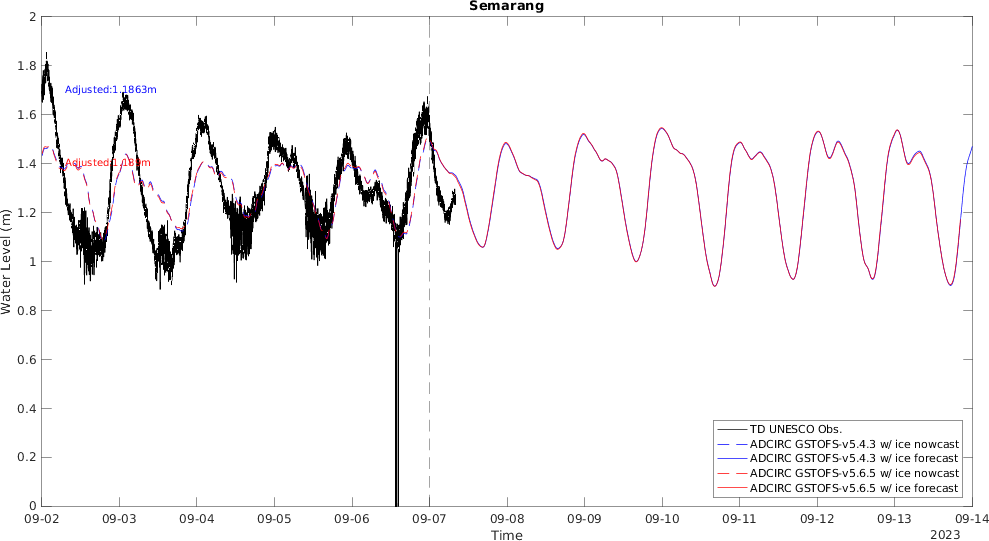 Semarang
2
1.8
1.6
1.4
1.2
1
0.8
0.6
0.4
0.2
0
Water Level (m)
Adjusted:1.1863m
Adjusted:1.189m
TD UNESCO Obs.
ADCIRC GSTOFS-v5.4.3 w/ ice nowcast
ADCIRC GSTOFS-v5.4.3 w/ ice forecast
ADCIRC GSTOFS-v5.6.5 w/ ice nowcast
ADCIRC GSTOFS-v5.6.5 w/ ice forecast
09-02 09-03 09-04 09-05 09-06 09-07 09-08 09-09 09-10 09-11 09-12 09-13 09-14
Time
2023